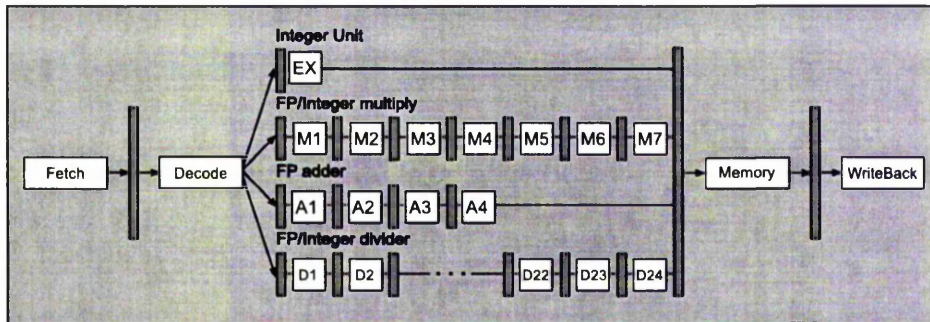 Integer Unit
EX
FP/Integer multiply
M1 M2 M3 M4 M5 M6 M7
Fetch Decode Memory WriteBack
FP adder
A1 A2 A3 A4
FP/Integer divider
D1 D2 D22 D23 D24